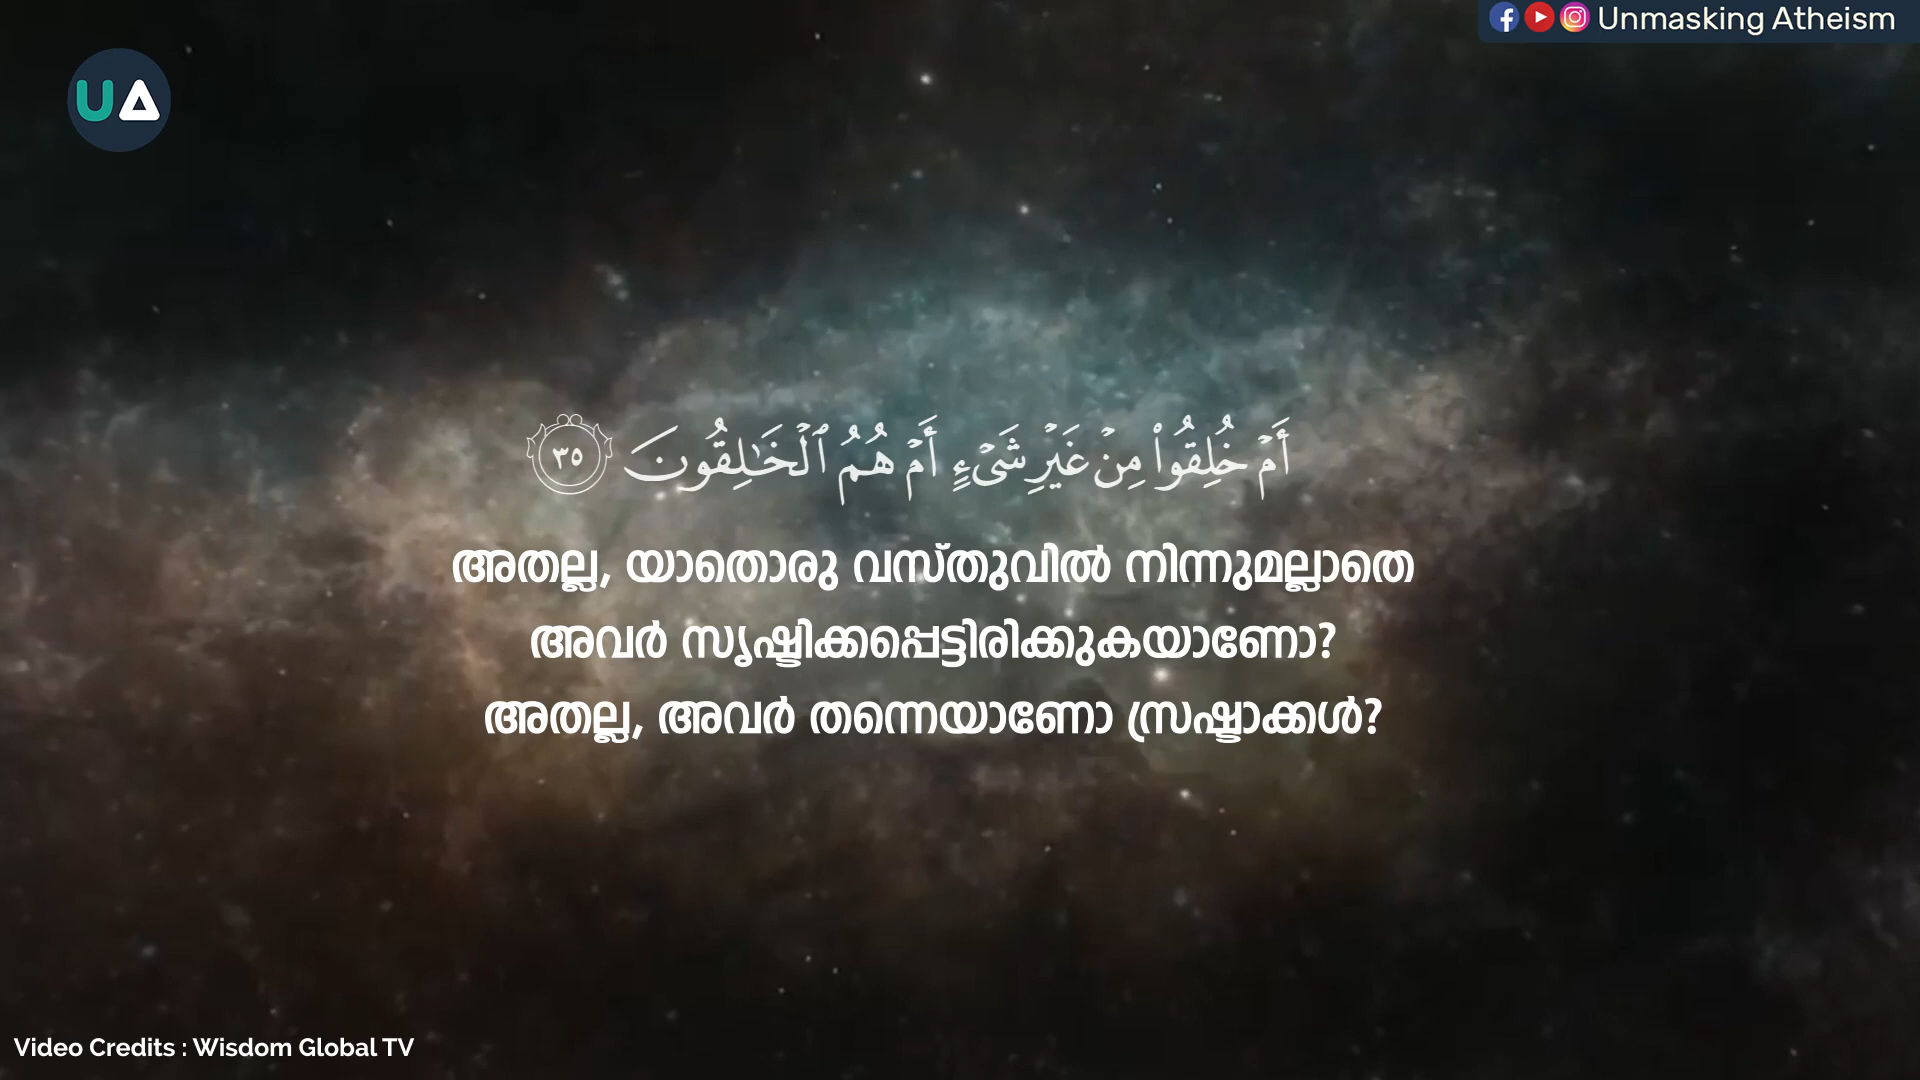 Unmasking Atheism
UA
أَمۡ خُلِقُواْ مِنۡ غَيۡرِ شَيۡءٍ أَمۡ هُمُ ٱلۡخَٰلِقُونَ ٣٥
അതല്ല, യാതൊരു വസ്തുവിൽ നിന്നുമല്ലാതെ
അവർ സൃഷ്ടിക്കപ്പെട്ടിരിക്കുകയാണോ?
അതല്ല, അവർ തന്നെയാണോ സ്രഷ്ടാക്കൾ?
Video Credits : Wisdom Global TV